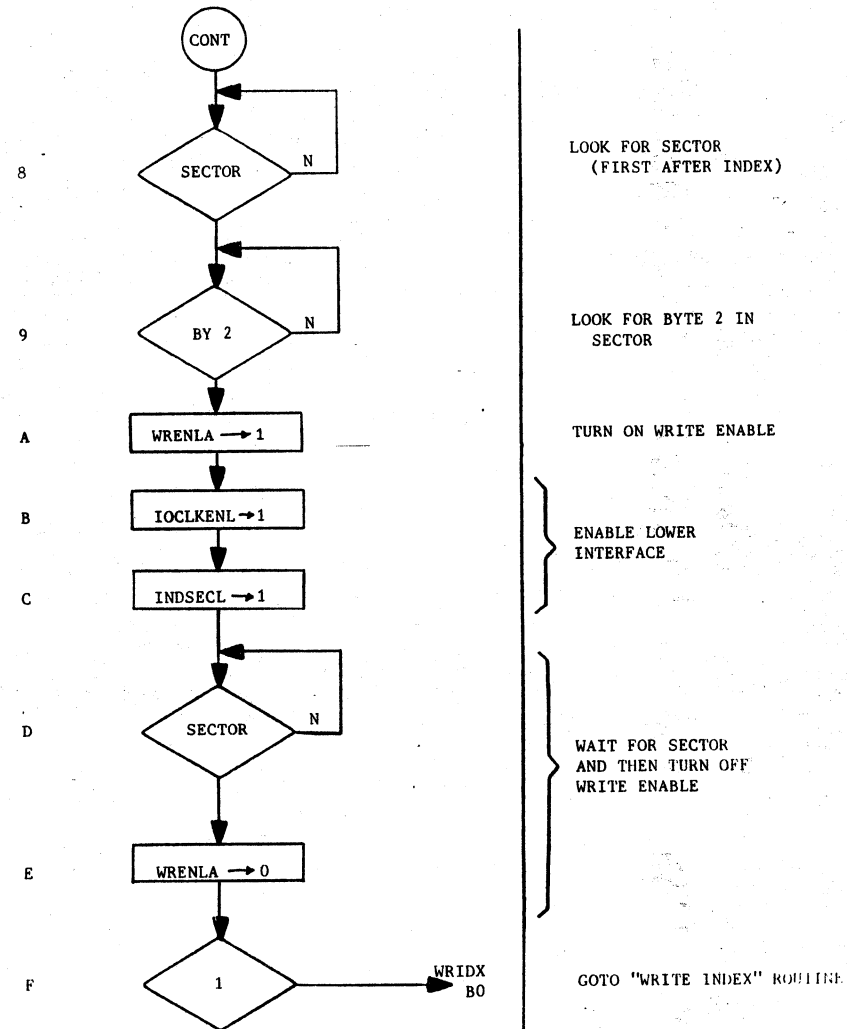 CONT
8
SECTOR
N
LOOK FOR SECTOR
(FIRST AFTER INDEX)
9
BY 2
N
LOOK FOR BYTE 2 IN
SECTOR
A
WRENLA → 1
TURN ON WRITE ENABLE
B
IOCLKENL → 1
ENABLE LOWER
INTERFACE
C
INDSECL → 1
D
SECTOR
N
WAIT FOR SECTOR
AND THEN TURN OFF
WRITE ENABLE
E
WRENLA → 0
F
1
WRIDX
B0
GOTO "WRITE INDEX" ROUTINE